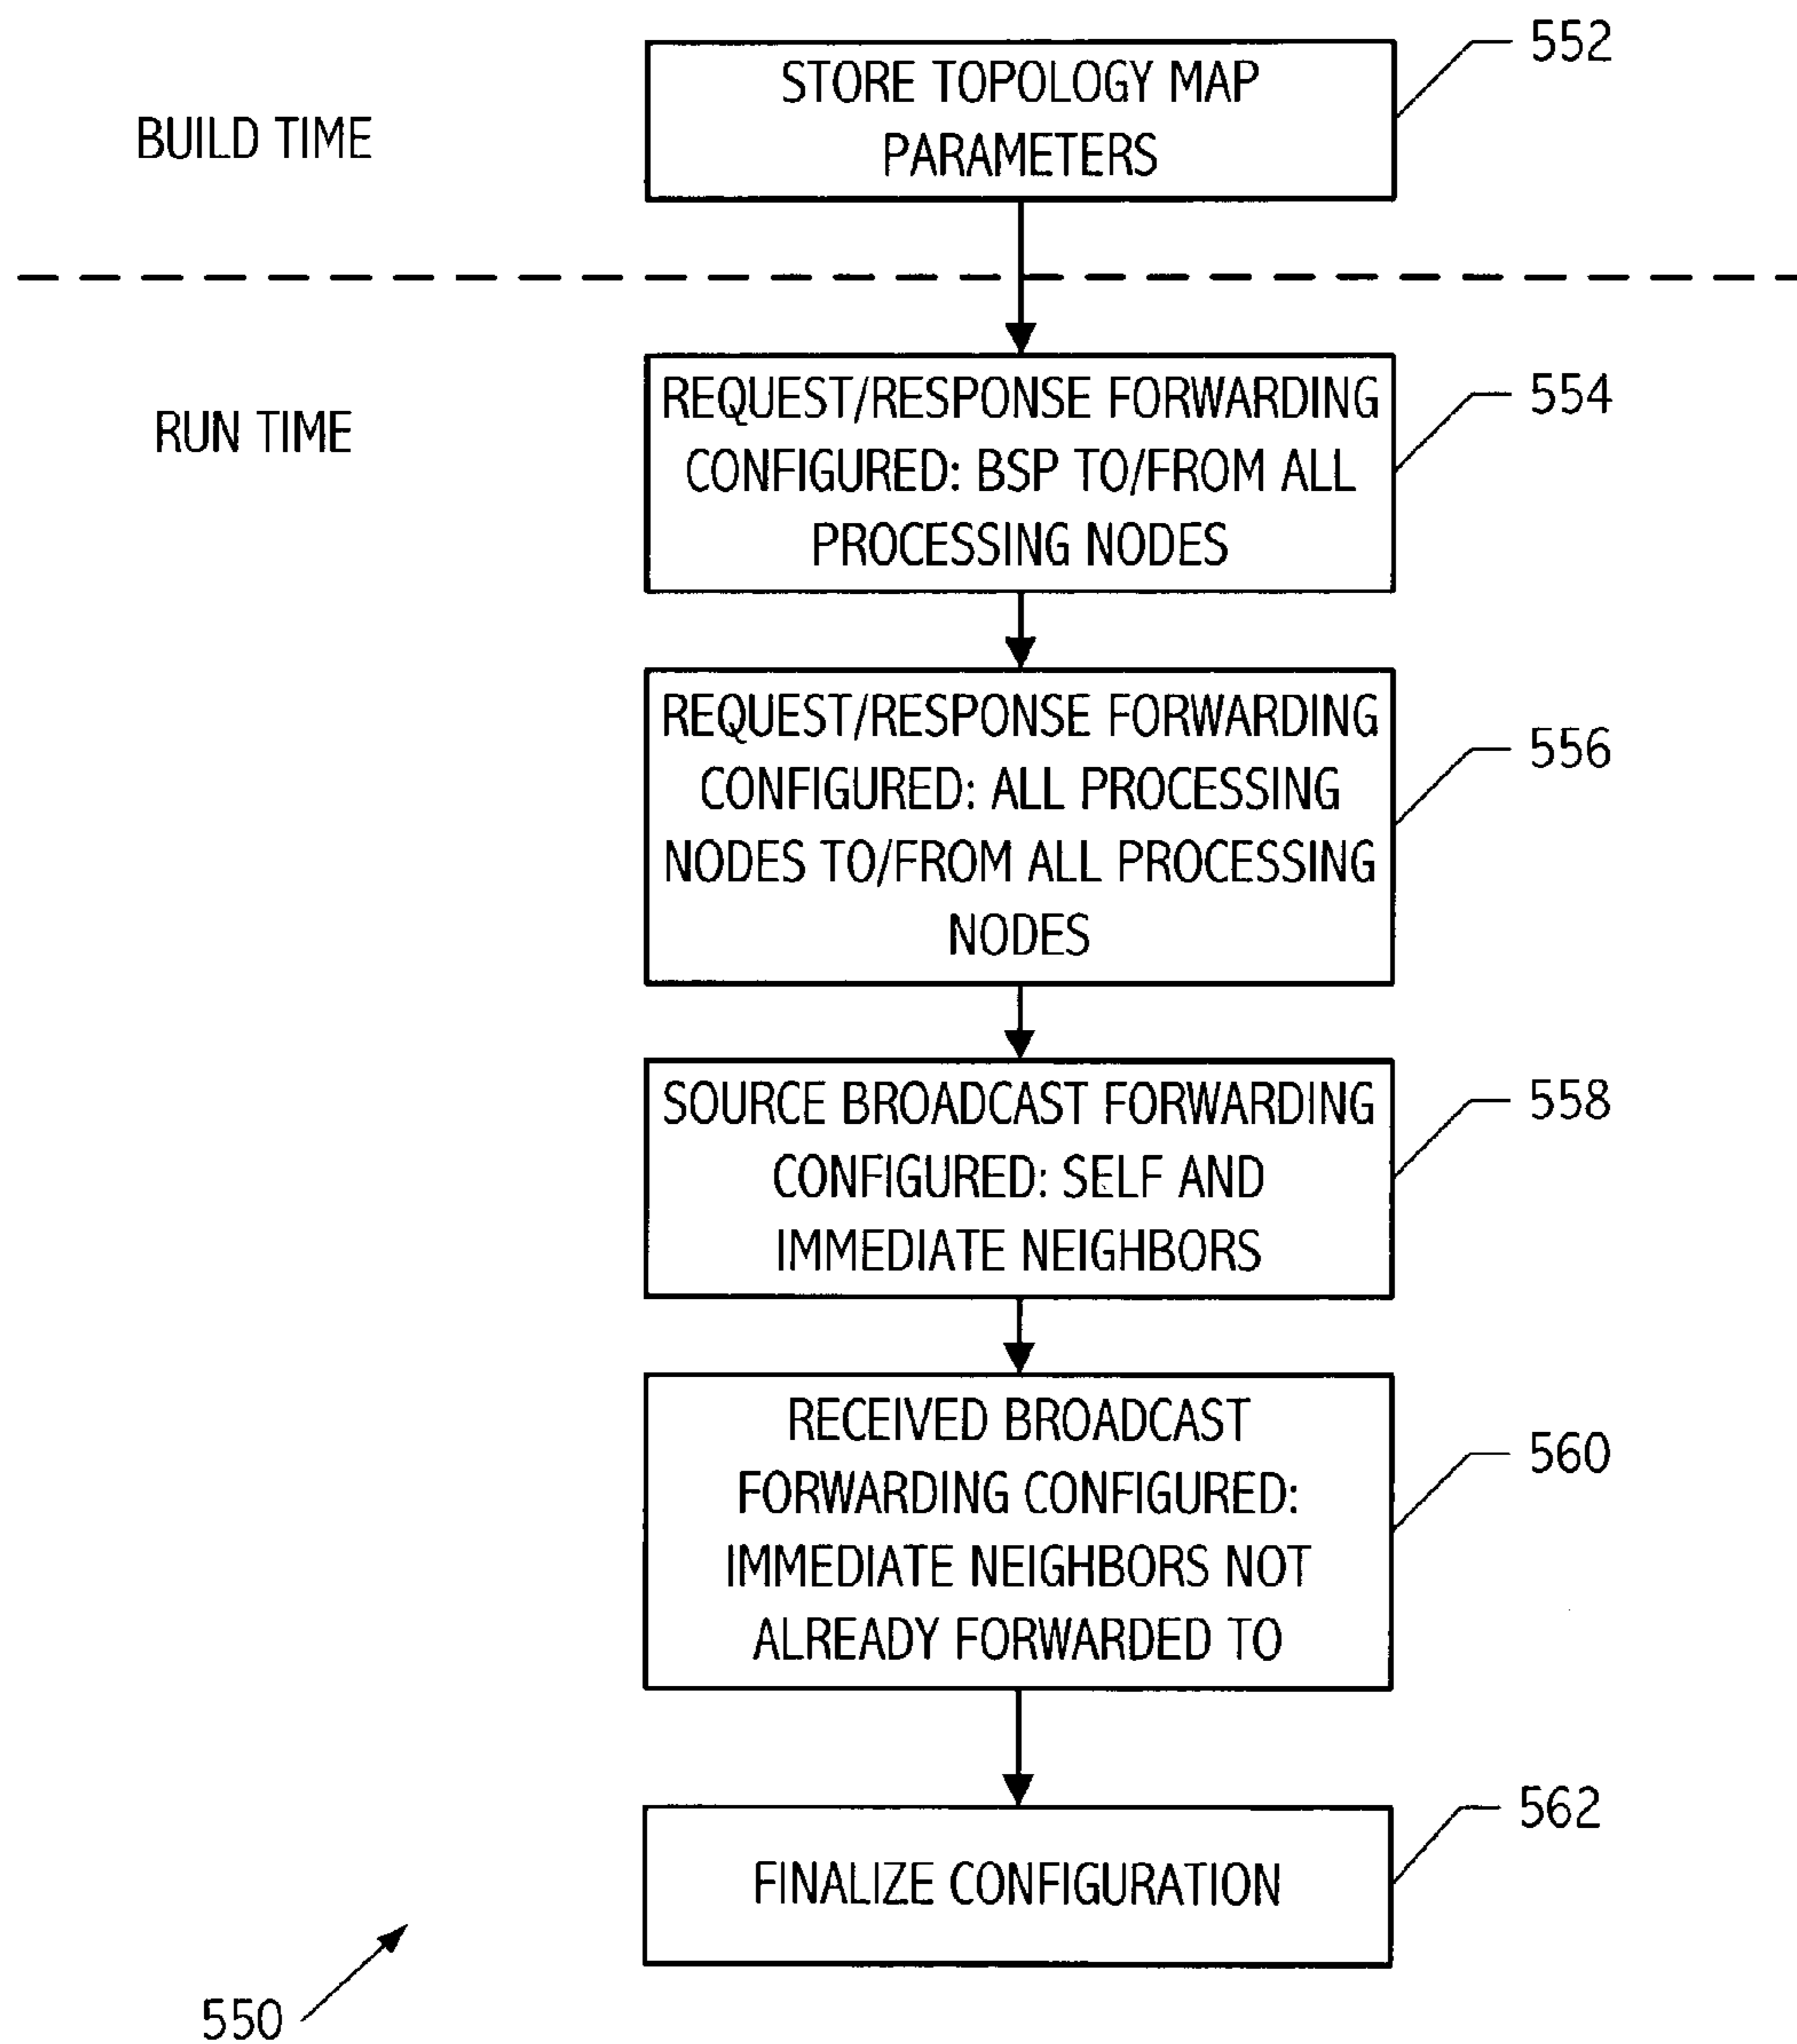 552
STORE TOPOLOGY MAP
PARAMETERS
BUILD TIME
554
REQUEST/RESPONSE FORWARDING
CONFIGURED: BSP TO/FROM ALL
PROCESSING NODES
RUN TIME
REQUEST/RESPONSE FORWARDING
CONFIGURED: ALL PROCESSING
NODES TO/FROM ALL PROCESSING
NODES
556
SOURCE BROADCAST FORWARDING
CONFIGURED: SELF AND
IMMEDIATE NEIGHBORS
558
RECEIVED BROADCAST
FORWARDING CONFIGURED:
IMMEDIATE NEIGHBORS NOT
ALREADY FORWARDED TO
560
562
FINALIZE CONFIGURATION
550